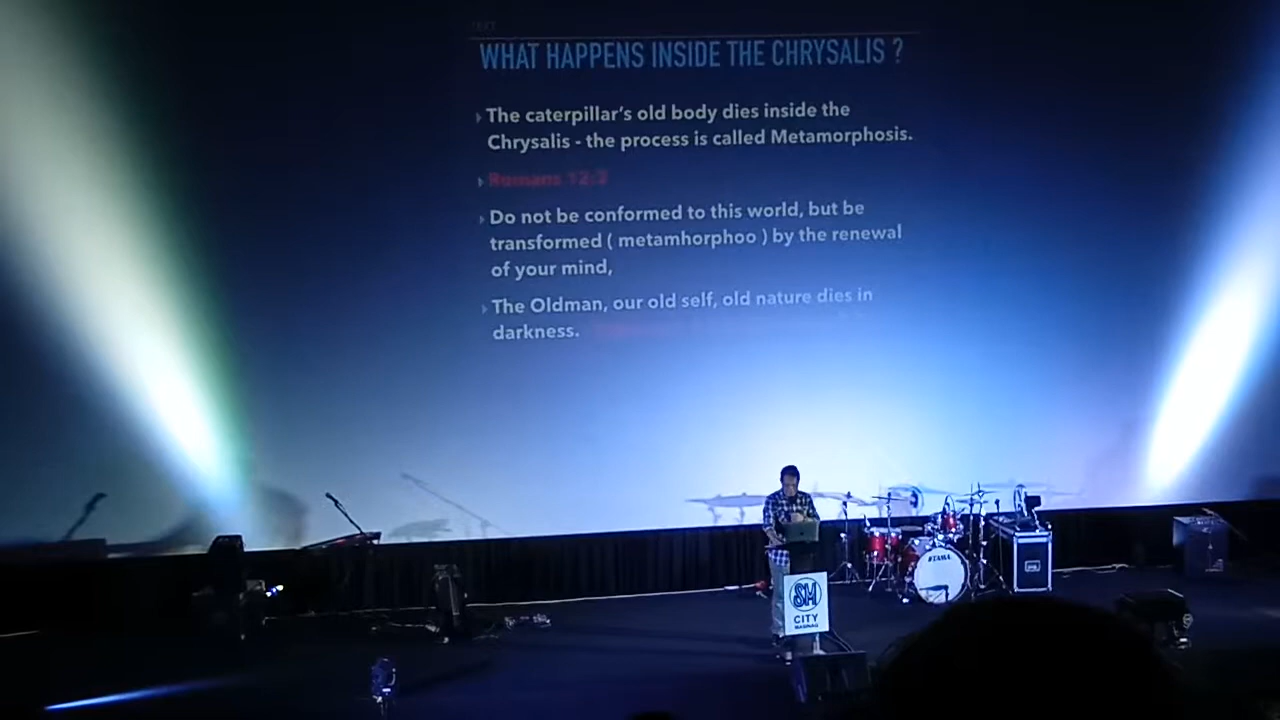 TEXT
WHAT HAPPENS INSIDE THE CHRYSALIS ?
The caterpillar's old body dies inside the
Chrysalis - the process is called Metamorphosis.
Romans 12:2
Do not be conformed to this world, but be
transformed ( metamhorphoo ) by the renewal
of your mind,
The Oldman, our old self, old nature dies in
darkness.
TAMA
SM
CITY
MASINAG